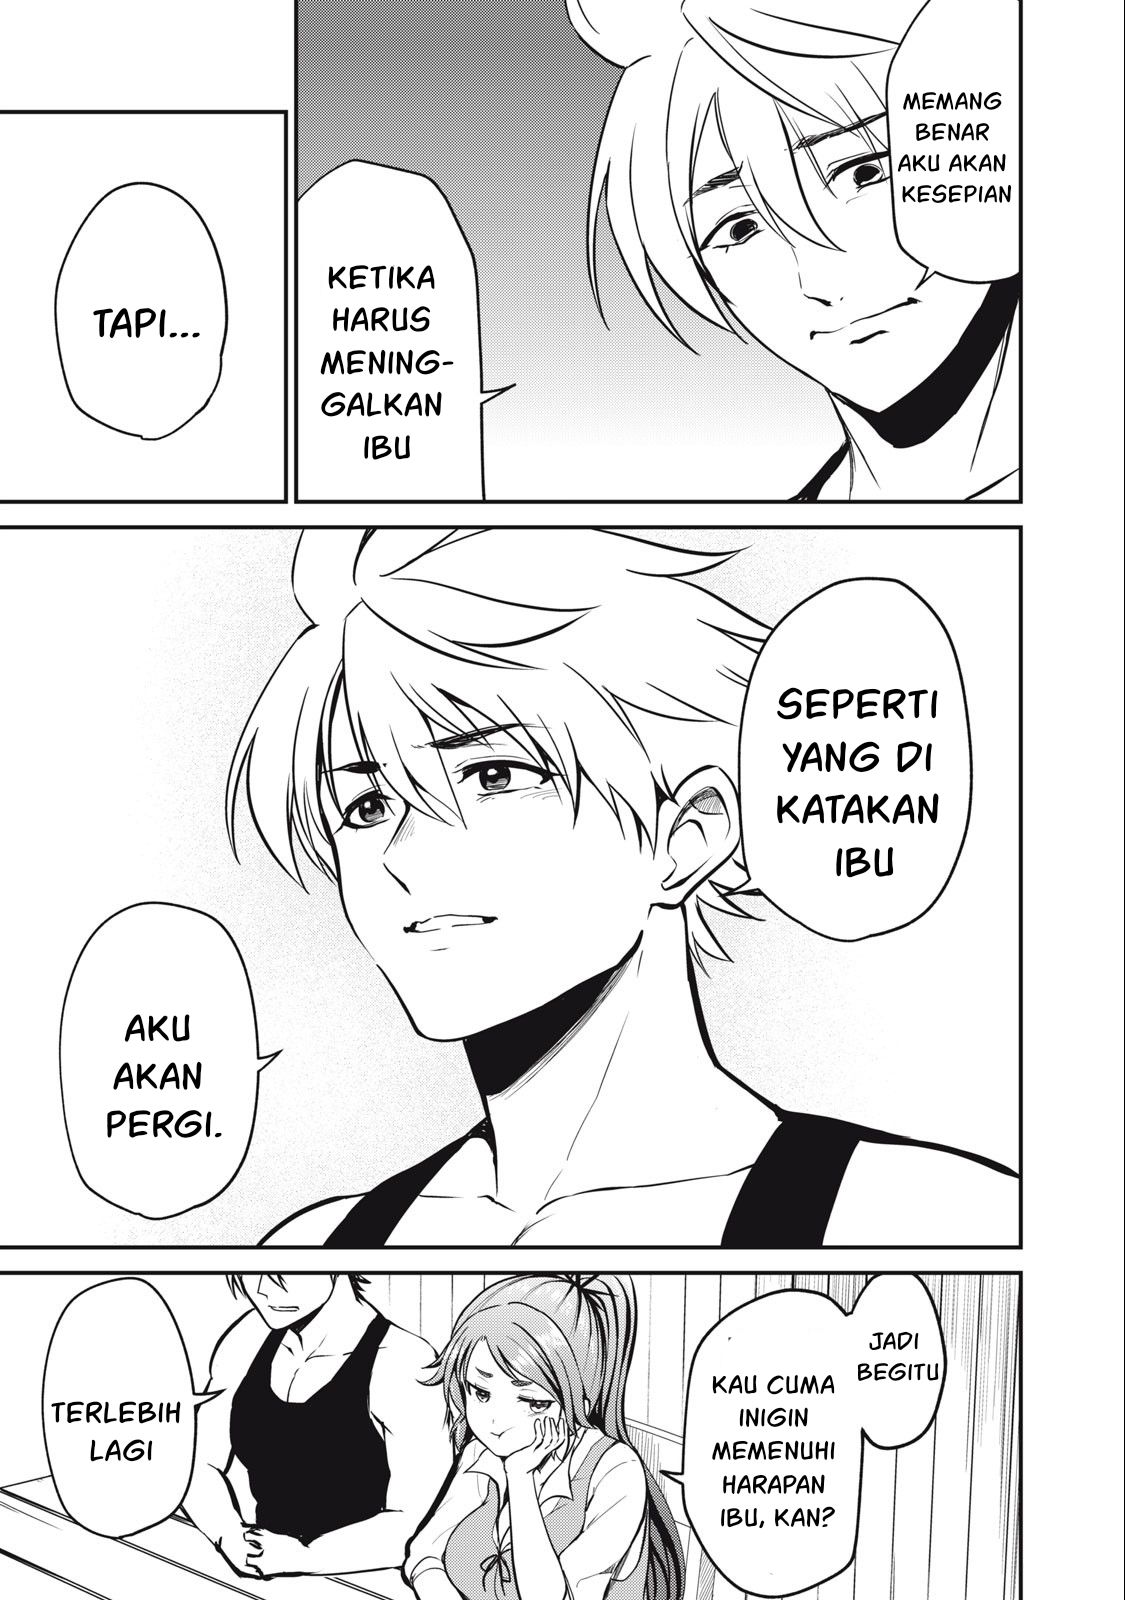 MEMANG
BENAR
AKU AKAN
KESEPIAN
KETIKA
HARUS
MENING-
GALKAN
IBU
TAPI...
SEPERTI
YANG DI
KATAKAN
IBU
AKU
AKAN
PERGI.
JADI
BEGITU
KAU CUMA
INIGIN
MEMENUHI
HARAPAN
IBU, KAN?
TERLEBIH
LAGI